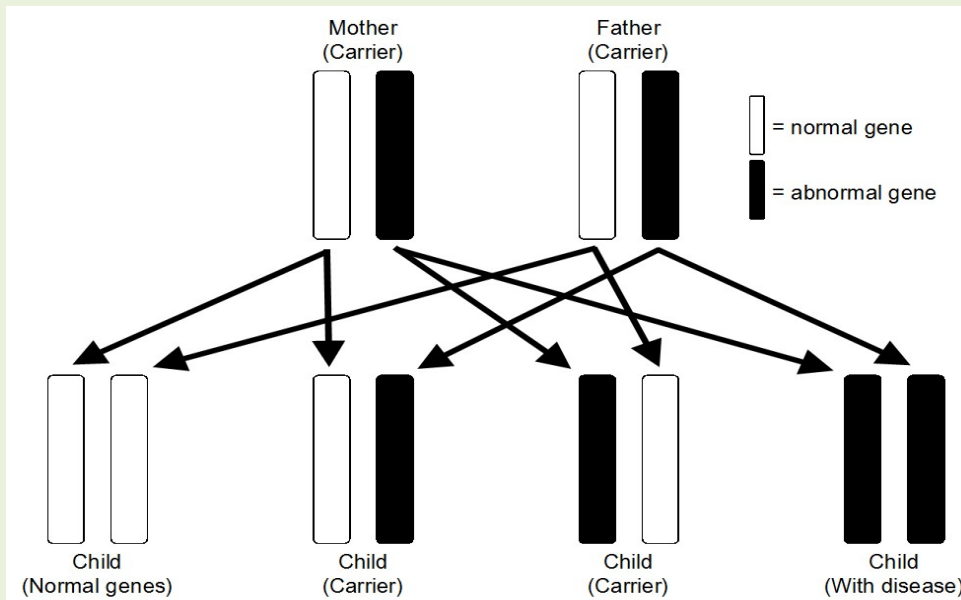 Mother
(Carrier)
Father
(Carrier)
= normal gene
= abnormal gene
Child
(Normal genes)
Child
(Carrier)
Child
(Carrier)
Child
(With disease)